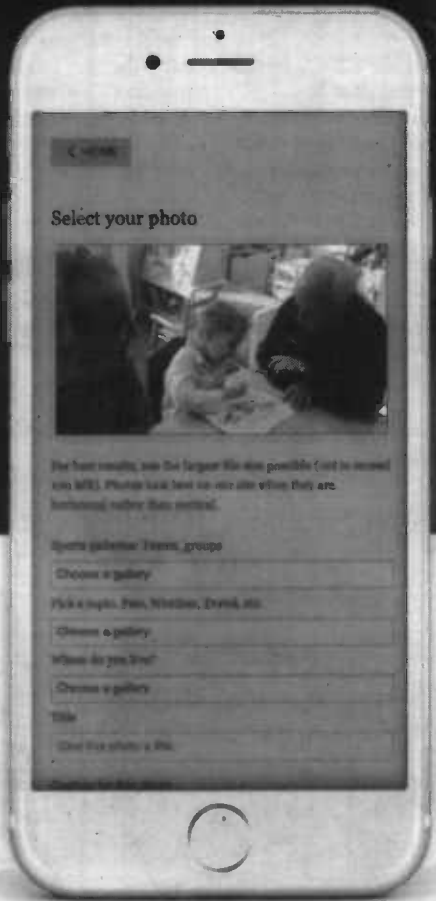 HOME
Select your photo
For best results, use the largest file size possible (not to exceed
MB). Photos look best on our site when they are
horizontal rather than vertical.
Sports galleries: Teams, groups
Choose a gallery
Pick a topic. Pets, Weather, Event, etc.
Choose a gallery
Where do you live?
Choose a gallery
Title
Give this photo a title